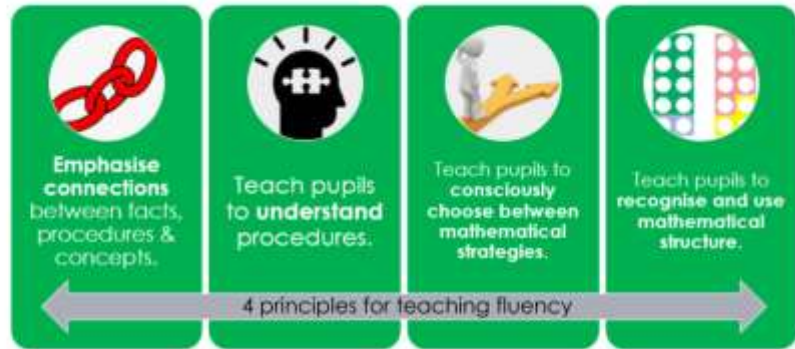 Emphasise
connections
between facts,
procedures &
concepts.
Teach pupils
to understand
procedures.
Teach pupils to
consciously
choose between
mathematical
strategies.
Teach pupils to
recognise and use
mathematical
structure.
4 principles for teaching fluency